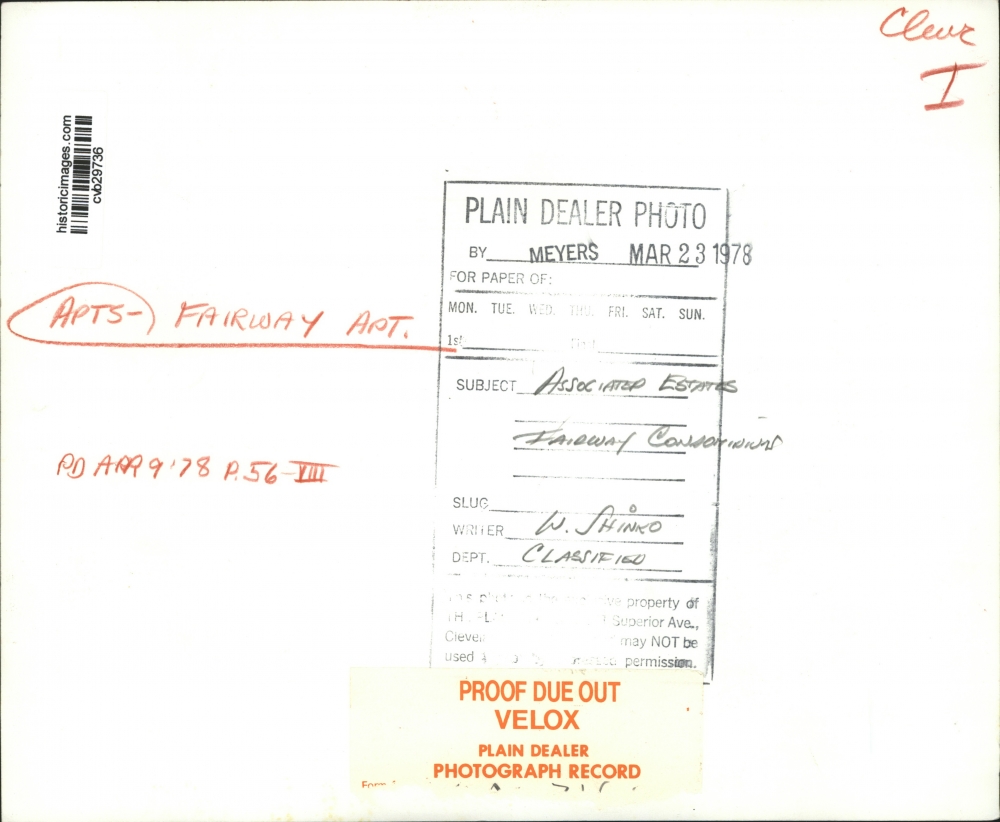 Cleve
I
historicimages.com
cvb29736
PLAIN DEALER PHOTO
BY MEYERS MAR 23 1978
FOR PAPER OF:
MON. TUE. WED. THU. FRI. SAT. SUN.
1st
APTS- FAIRWAY APT.
SUBJECT ASSOCIATED ESTATES
FAIRWAY CONDOMINIUMS
PD APR 9 '78 P. 56-VIII
SLUG
WRITER W. SHINKO
DEPT. CLASSIFIED
property of
Superior Ave.,
may NOT be
used permission.
PROOF DUE OUT
VELOX
PLAIN DEALER
PHOTOGRAPH RECORD